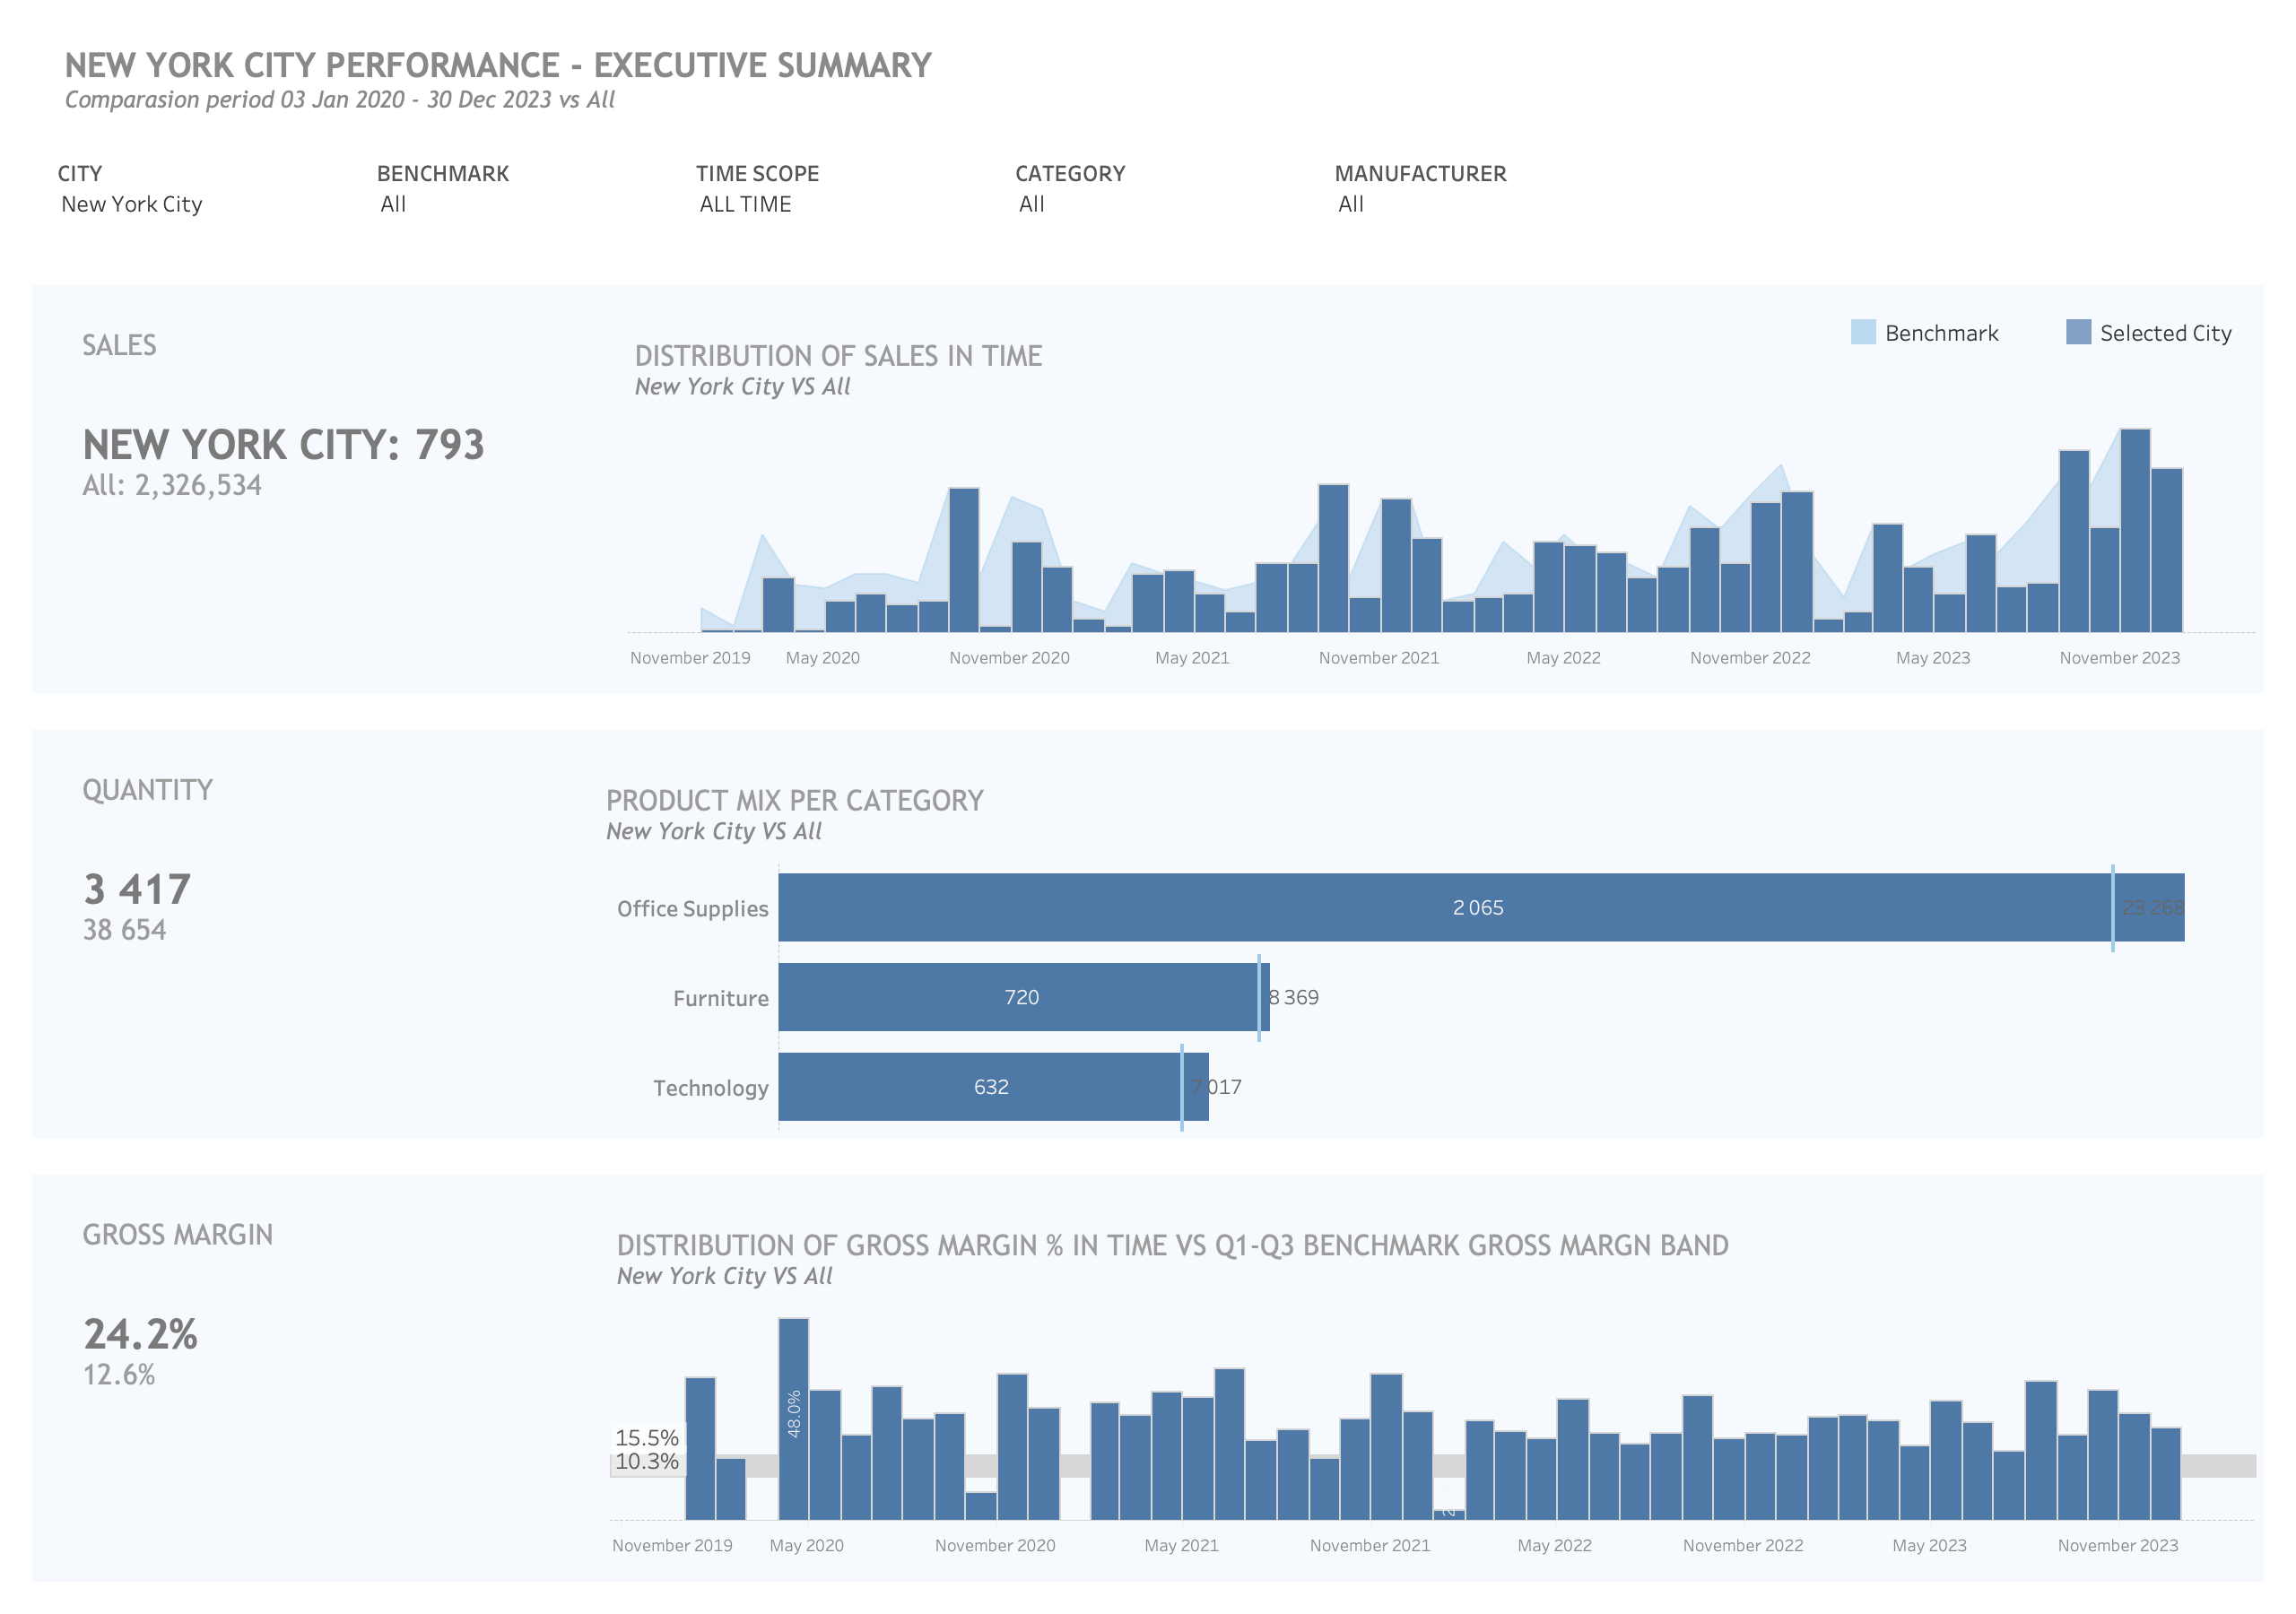 NEW YORK CITY PERFORMANCE - EXECUTIVE SUMMARY
Comparasion period 03 Jan 2020 - 30 Dec 2023 vs All
CITY BENCHMARK TIME SCOPE CATEGORY MANUFACTURER
New York City All ALL TIME All All
SALES
NEW YORK CITY: 793
All: 2,326,534
DISTRIBUTION OF SALES IN TIME
New York City VS All
Benchmark Selected City
November 2019 May 2020 November 2020 May 2021 November 2021 May 2022 November 2022 May 2023 November 2023
QUANTITY
3 417
38 654
PRODUCT MIX PER CATEGORY
New York City VS All
Office Supplies 2 065 23 268
Furniture 720 8 369
Technology 632 7 017
GROSS MARGIN
24.2%
12.6%
DISTRIBUTION OF GROSS MARGIN % IN TIME VS Q1-Q3 BENCHMARK GROSS MARGN BAND
New York City VS All
48.0%
15.5%
10.3%
November 2019 May 2020 November 2020 May 2021 November 2021 May 2022 November 2022 May 2023 November 2023